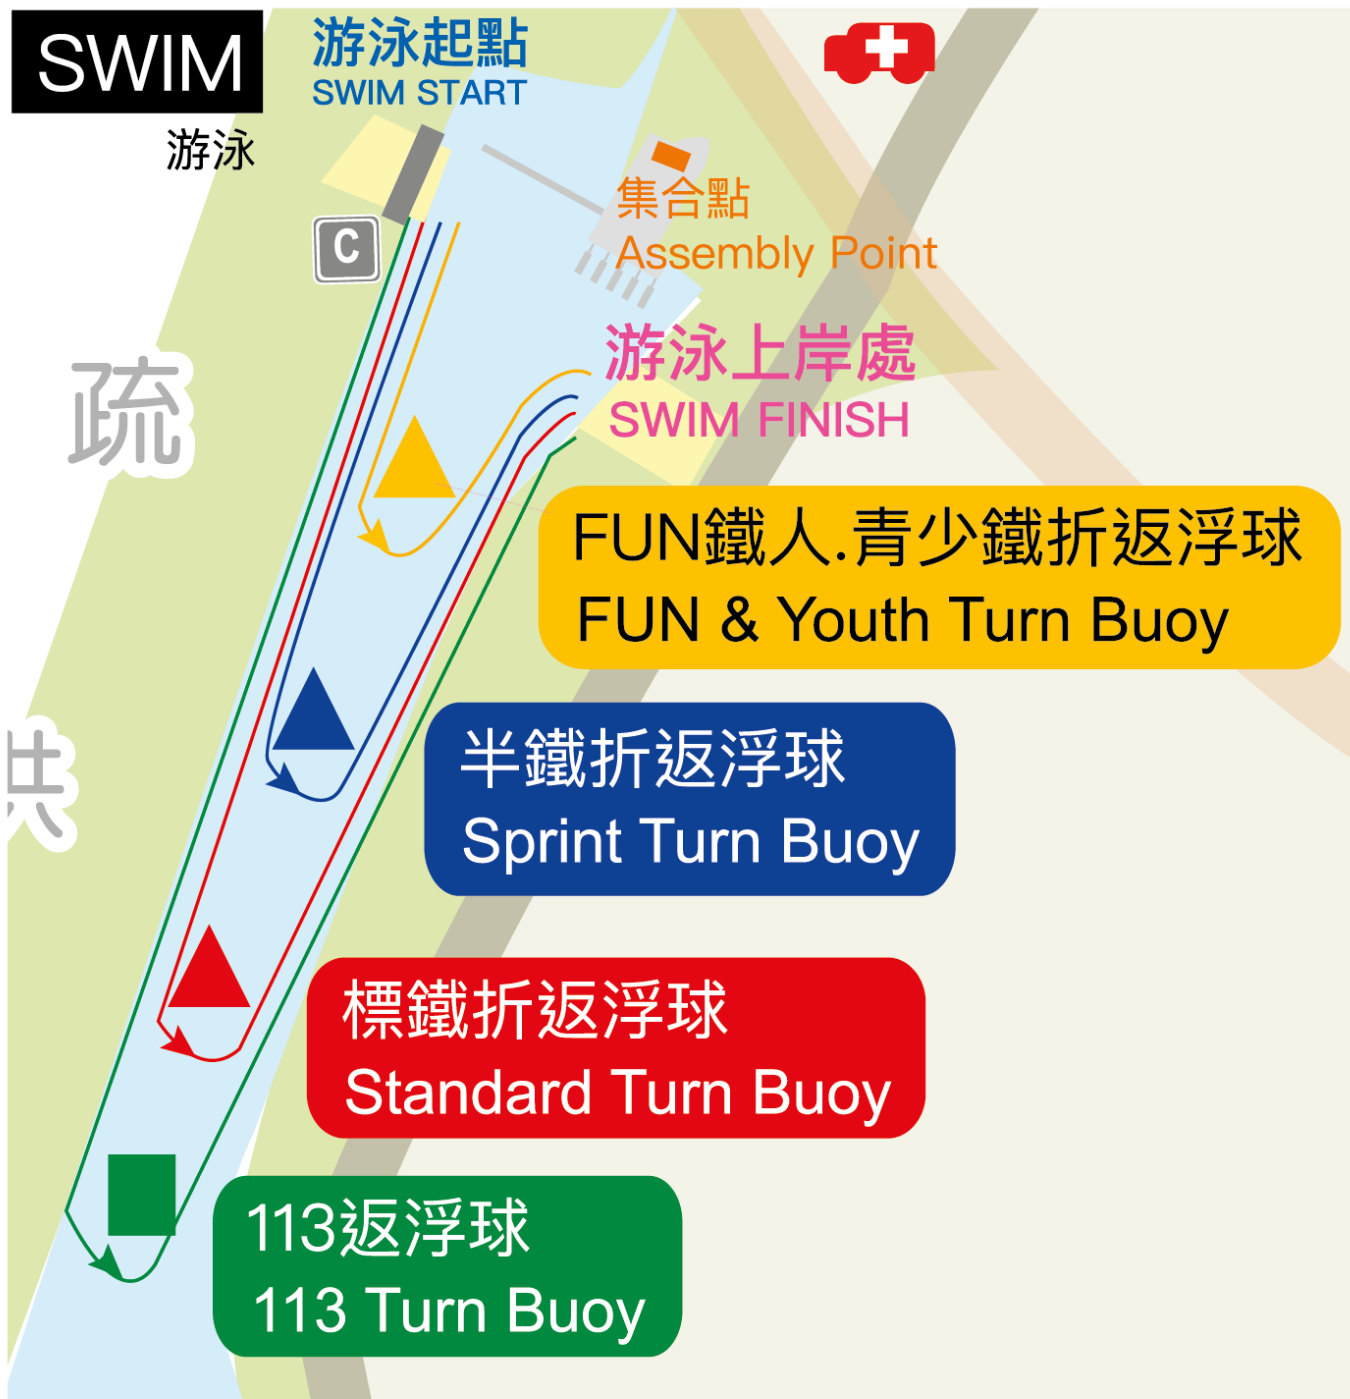 SWIM
游泳
游泳起點
SWIM START
C
集合點
Assembly Point
游泳上岸處
SWIM FINISH
疏
洪
FUN鐵人.青少鐵折返浮球
FUN & Youth Turn Buoy
半鐵折返浮球
Sprint Turn Buoy
標鐵折返浮球
Standard Turn Buoy
113返浮球
113 Turn Buoy